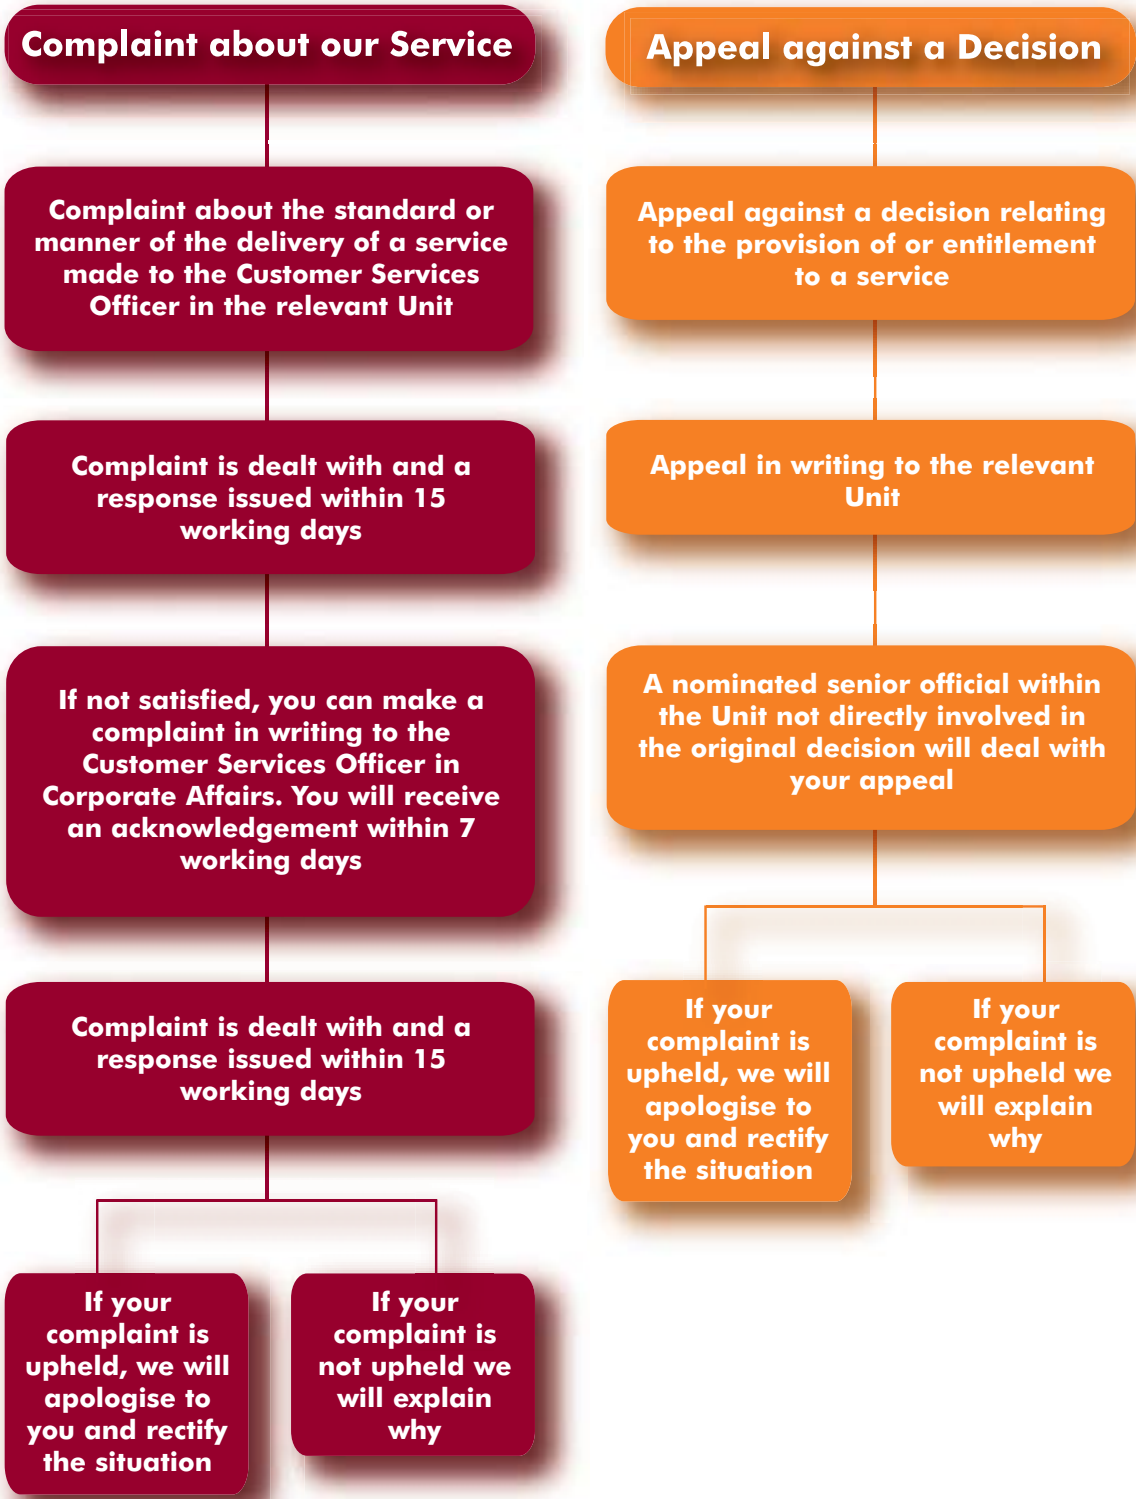 Complaint about our Service
Complaint about the standard or
manner of the delivery of a service
made to the Customer Services
Officer in the relevant Unit
Complaint is dealt with and a
response issued within 15
working days
If not satisfied, you can make a
complaint in writing to the
Customer Services Officer in
Corporate Affairs. You will receive
an acknowledgement within 7
working days
Complaint is dealt with and a
response issued within 15
working days
If your
complaint is
upheld, we will
apologise to
you and rectify
the situation
If your
complaint is
not upheld we
will explain
why
Appeal against a Decision
Appeal against a decision relating
to the provision of or entitlement
to a service
Appeal in writing to the relevant
Unit
A nominated senior official within
the Unit not directly involved in
the original decision will deal with
your appeal
If your
complaint is
upheld, we will
apologise to
you and rectify
the situation
If your
complaint is
not upheld we
will explain
why